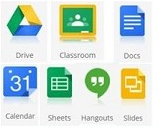 Drive Classroom Docs
31
Calendar Sheets Hangouts Slides